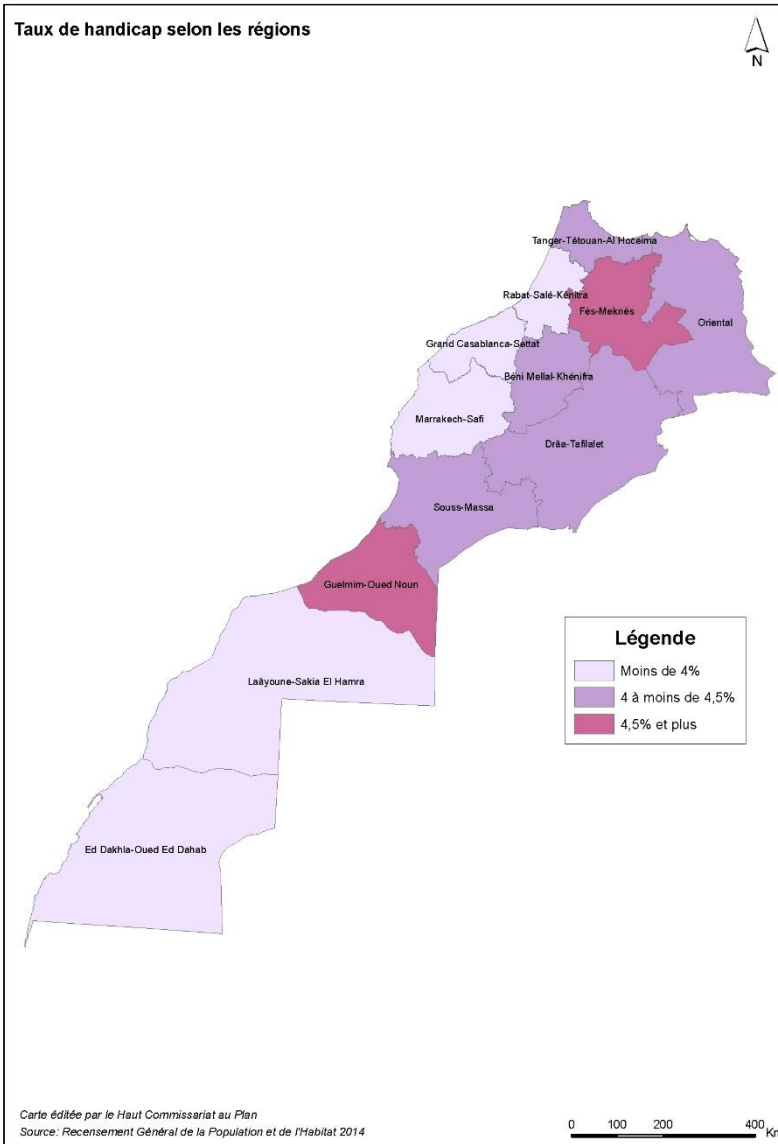 Taux de handicap selon les régions
N
Tanger-Tétouan-Al Hoceima
Rabat-Salé-Kénitra
Fès-Meknés
Oriental
Grand Casablanca-Settat
Béni Mellal-Khénifra
Marrakech-Safi
Drâa-Tafilalet
Souss-Massa
Guelmim-Oued Noun
Laâyoune-Sakia El Hamra
Ed Dakhla-Oued Ed Dahab
Légende
Moins de 4%
4 à moins de 4,5%
4,5% et plus
Carte éditée par le Haut Commissariat au Plan
Source: Recensement Général de la Population et de l'Habitat 2014
0 100 200 400 Km